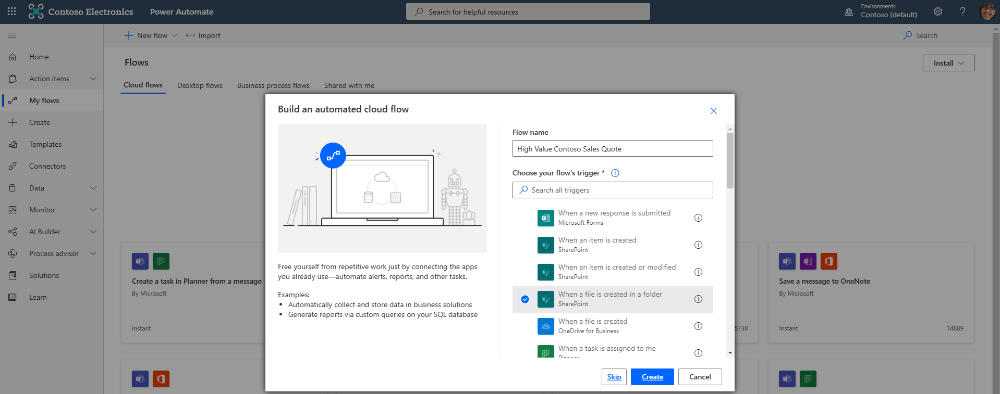 Contoso Electronics
Power Automate
Search for helpful resources
Environments
Contoso (default)
New flow
Import
Search
Home
Action items
My flows
Create
Templates
Connectors
Data
Monitor
AI Builder
Process advisor
Solutions
Learn
Flows
Install
Cloud flows
Desktop flows
Business process flows
Shared with me
Create a task in Planner from a message
By Microsoft
Instant
Build an automated cloud flow
Free yourself from repetitive work just by connecting the apps
you already use—automate alerts, reports, and other tasks.
Examples:
• Automatically collect and store data in business solutions
• Generate reports via custom queries on your SQL database
Flow name
High Value Contoso Sales Quote
Choose your flow's trigger *
Search all triggers
When a new response is submitted
Microsoft Forms
When an item is created
SharePoint
When an item is created or modified
SharePoint
When a file is created in a folder
SharePoint
When a file is created
OneDrive for Business
When a task is assigned to me
Planner
Skip
Create
Cancel
5738
Save a message to OneNote
By Microsoft
Instant
14889